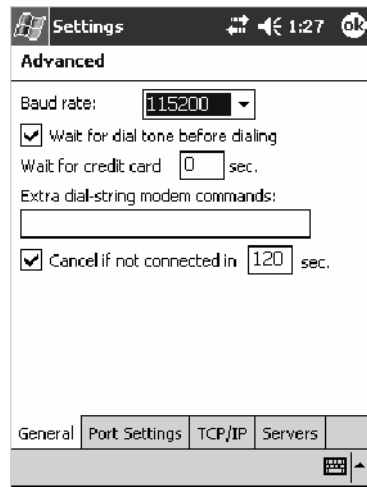 Settings 1:27 ok
Advanced
Baud rate: 115200
Wait for dial tone before dialing
Wait for credit card 0 sec.
Extra dial-string modem commands:
Cancel if not connected in 120 sec.
General Port Settings TCP/IP Servers